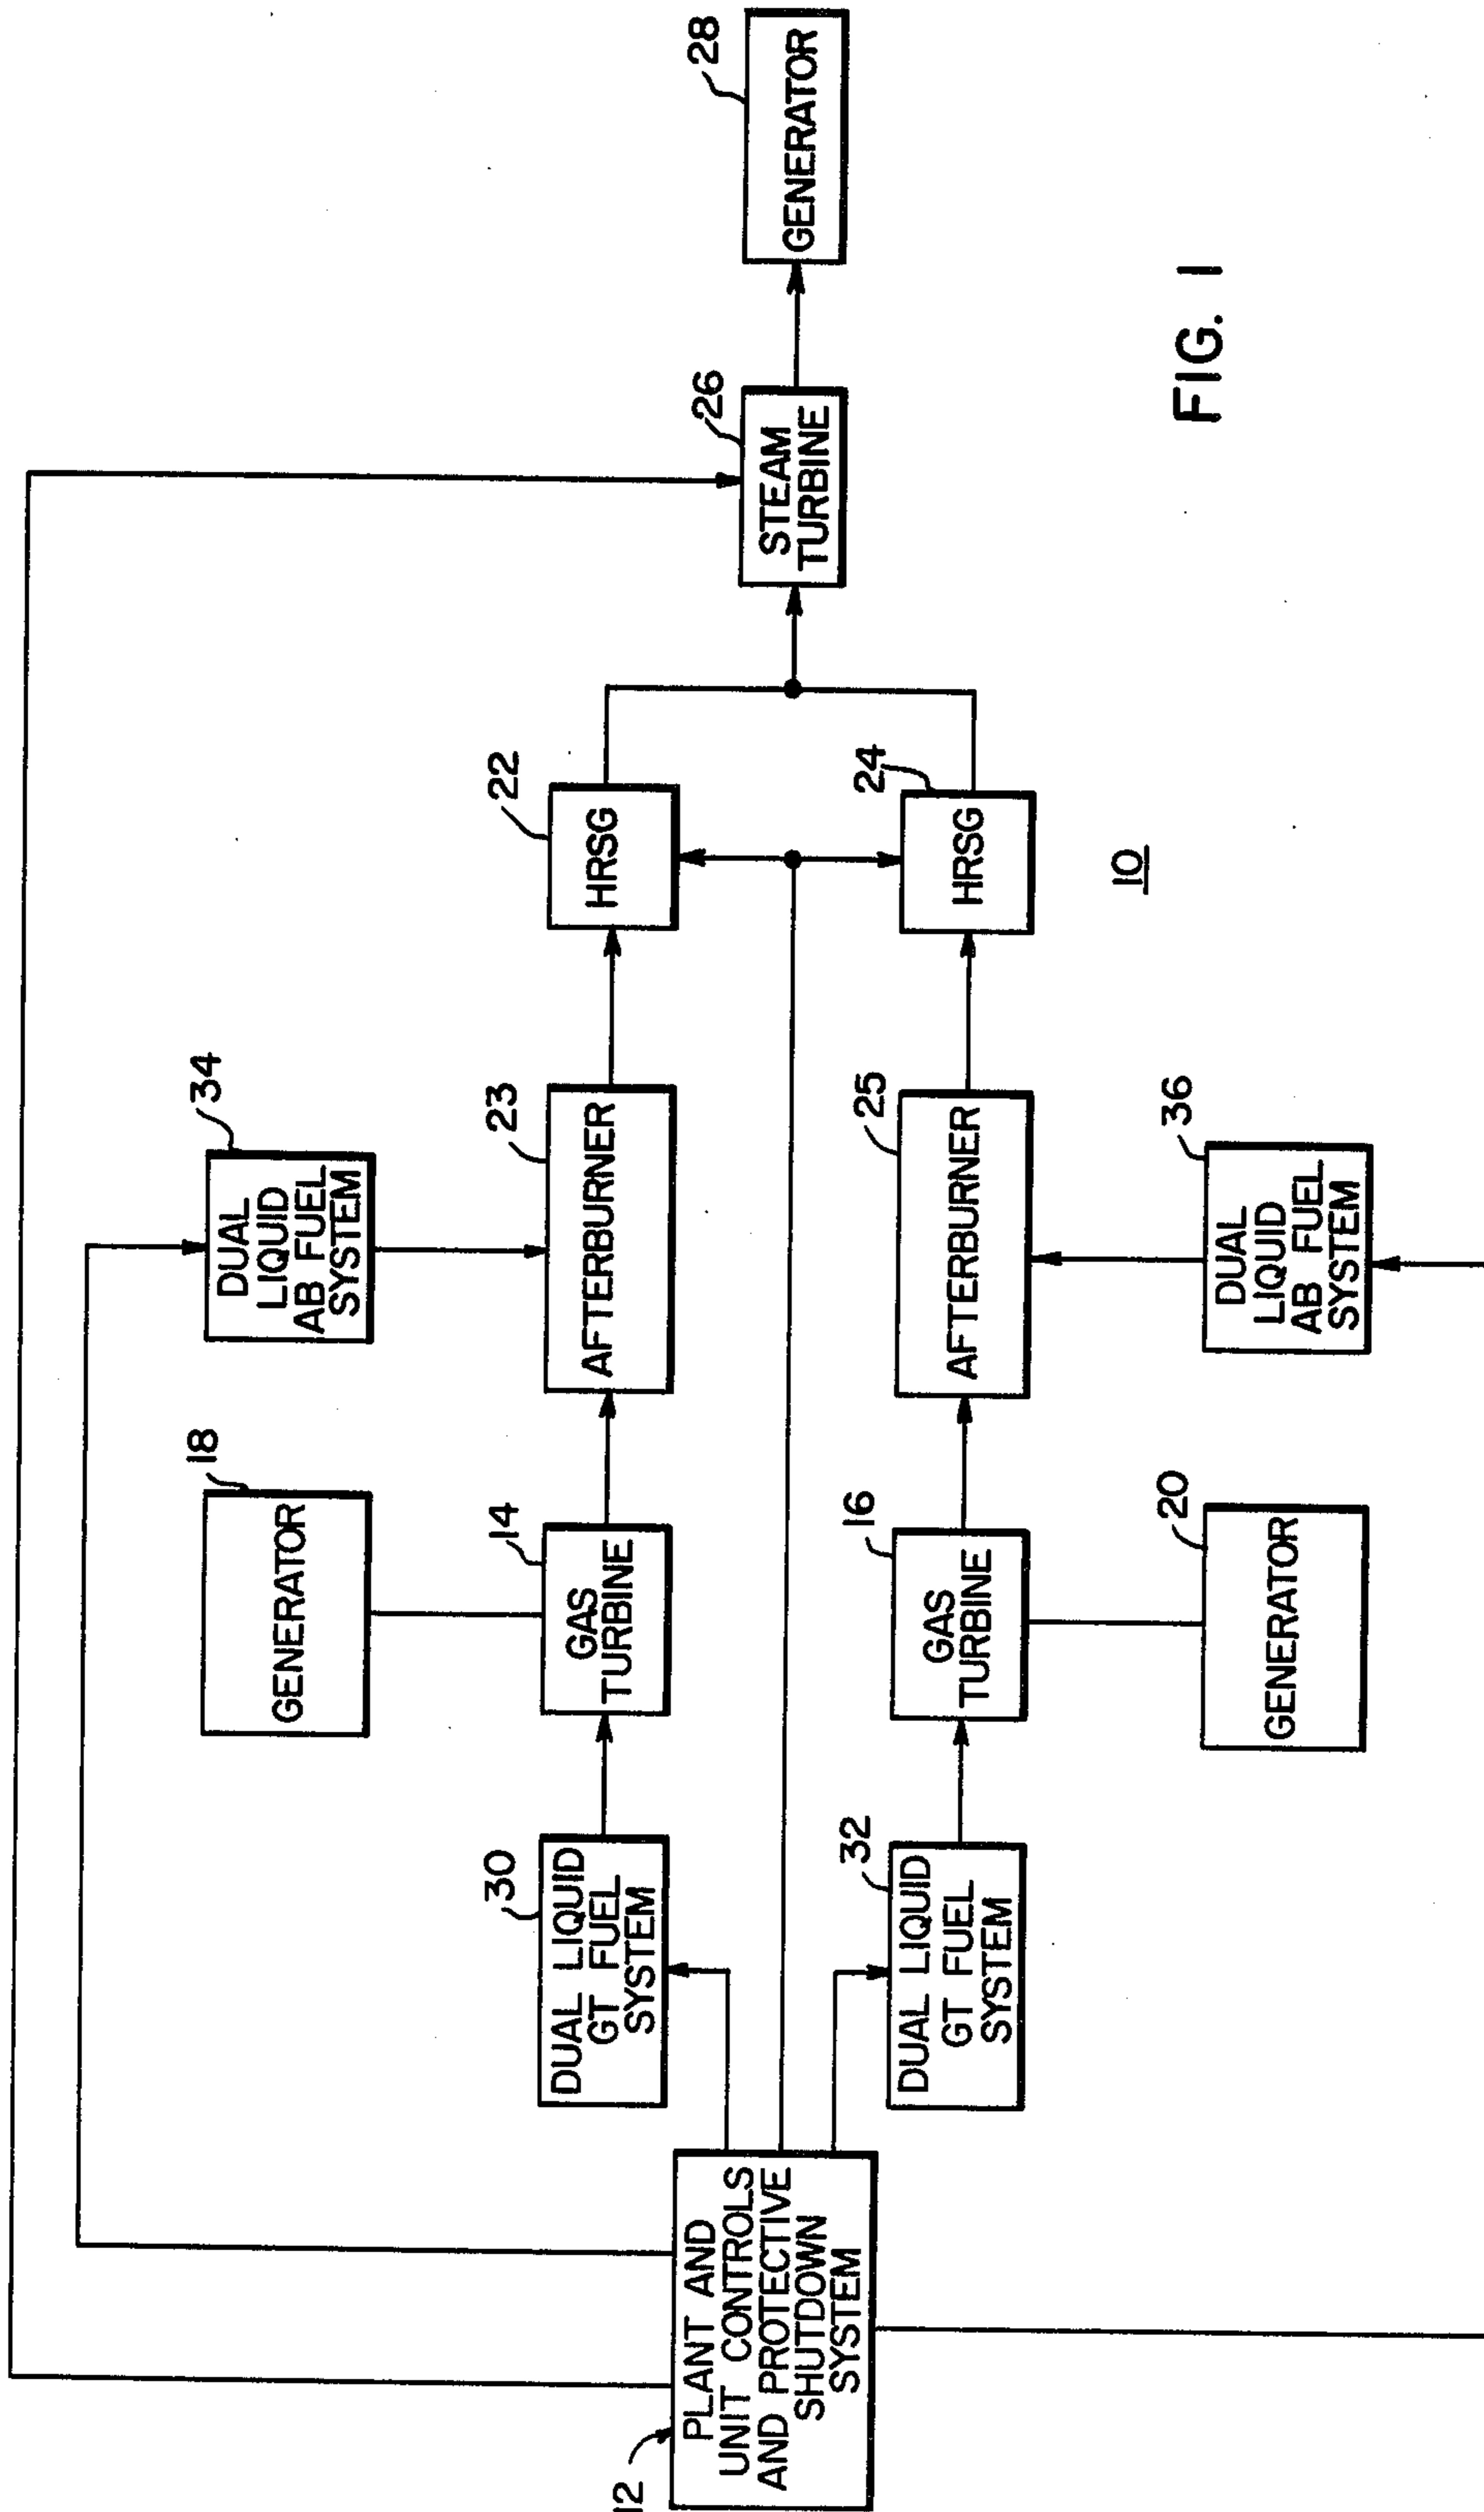 34
DUAL
LIQUID
AB FUEL
SYSTEM
18
GENERATOR
28
GENERATOR
26
STEAM
TURBINE
22
HRSG
23
AFTERBURNER
14
GAS
TURBINE
30
DUAL LIQUID
GT FUEL
SYSTEM
12
PLANT AND
UNIT CONTROLS
AND PROTECTIVE
SHUTDOWN
SYSTEM
24
HRSG
25
AFTERBURNER
16
GAS
TURBINE
32
DUAL LIQUID
GT FUEL
SYSTEM
10
36
DUAL
LIQUID
AB FUEL
SYSTEM
20
GENERATOR
FIG. 1